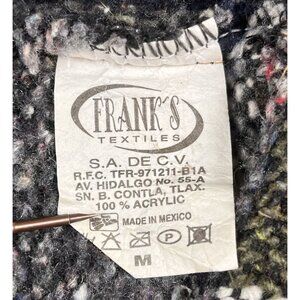 FRANK´S
TEXTILES
S.A. DE C.V.
R.F.C. TFR-971211-B1A
AV. HIDALGO No. 55-A
SN. B. CONTLA, TLAX.
100 % ACRYLIC
MADE IN MEXICO
P
M